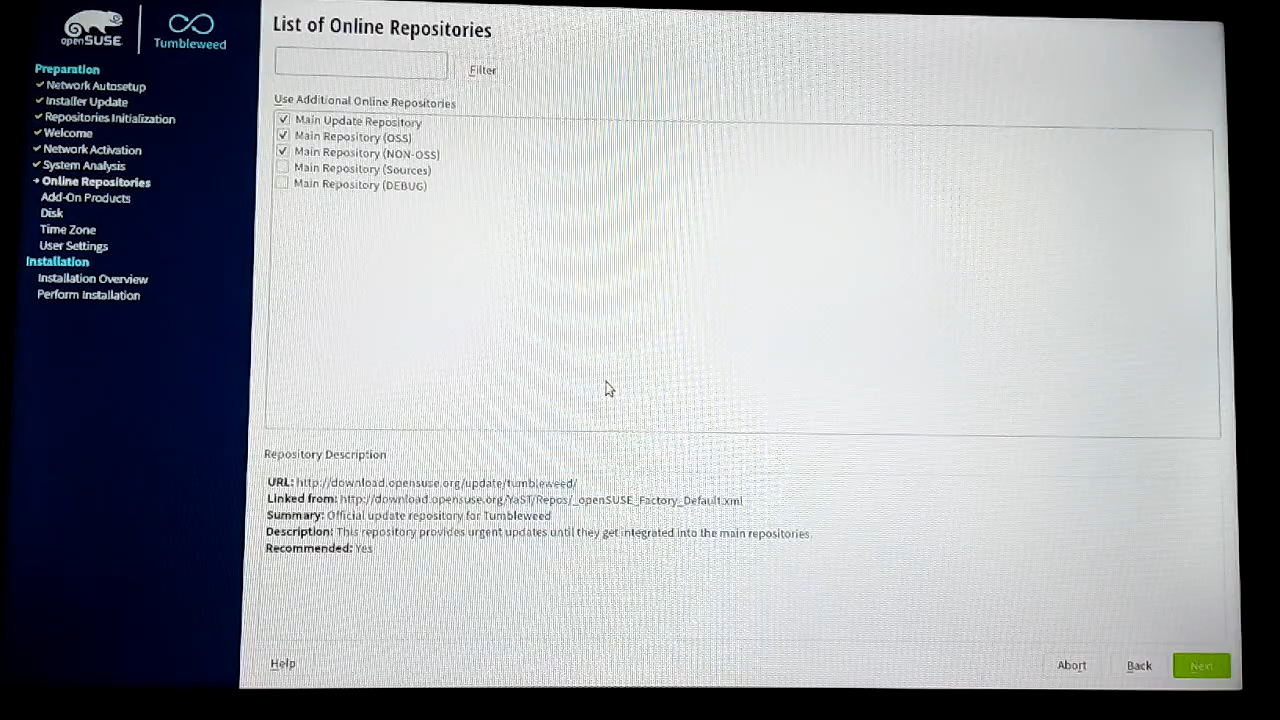 openSUSE
Tumbleweed
Preparation
Network Autosetup
Installer Update
Repositories Initialization
Welcome
Network Activation
System Analysis
Online Repositories
Add-On Products
Disk
Time Zone
User Settings
Installation
Installation Overview
Perform Installation
List of Online Repositories
Filter
Use Additional Online Repositories
Main Update Repository
Main Repository (OSS)
Main Repository (NON-OSS)
Main Repository (Sources)
Main Repository (DEBUG)
Repository Description
URL: http://download.opensuse.org/update/tumbleweed/
Linked from: http://download.opensuse.org/YaST/Repos/_openSUSE_Factory_Default.xml
Summary: Official update repository for Tumbleweed
Description: This repository provides urgent updates until they get integrated into the main repositories.
Recommended: Yes
Help
Abort
Back
Next